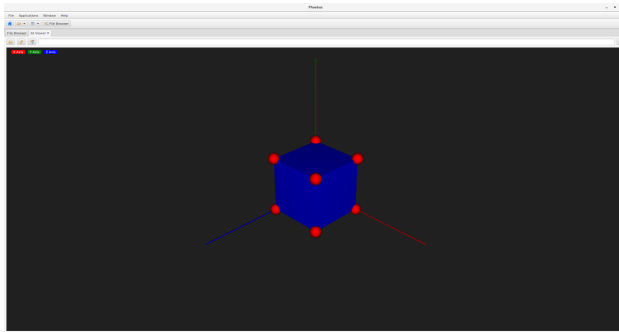 Phoebus
File Applications Window Help
File Browser
File Browser 3D Viewer
X Axis Y Axis Z Axis